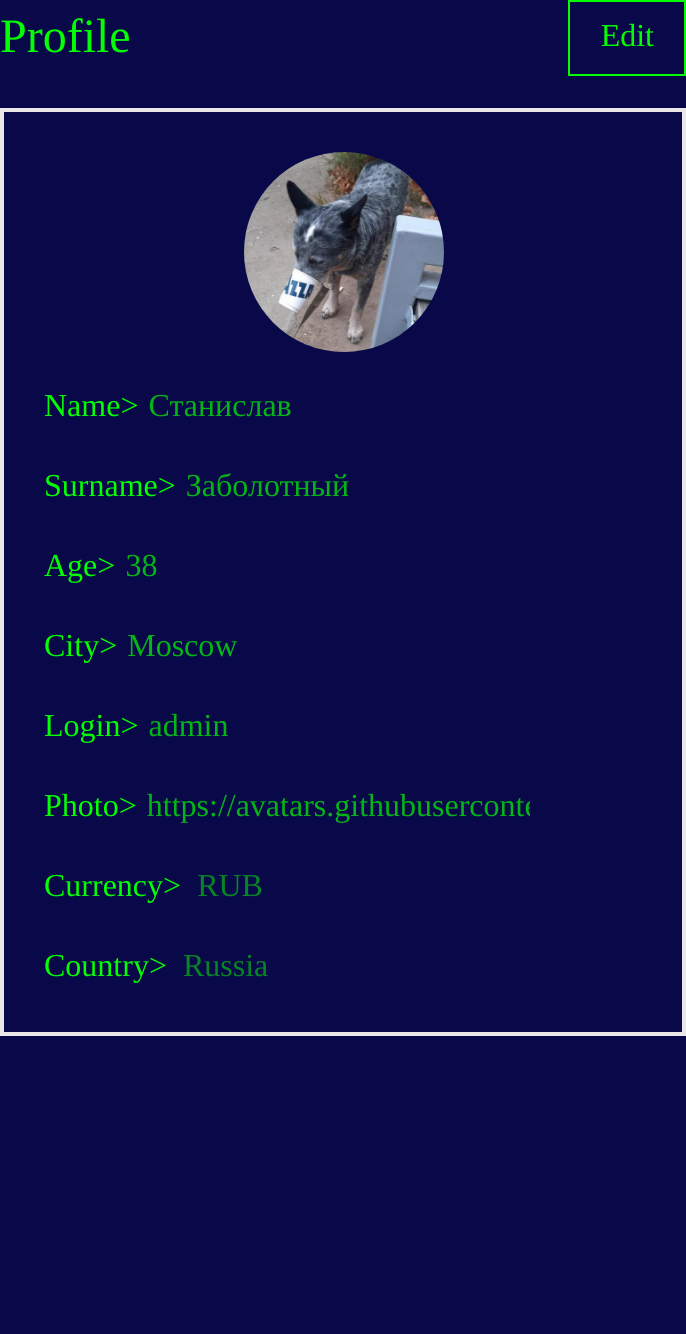 Profile
Edit
Name> Станислав
Surname> Заболотный
Age> 38
City> Moscow
Login> admin
Photo> https://avatars.githubuserconte
Currency> RUB
Country> Russia